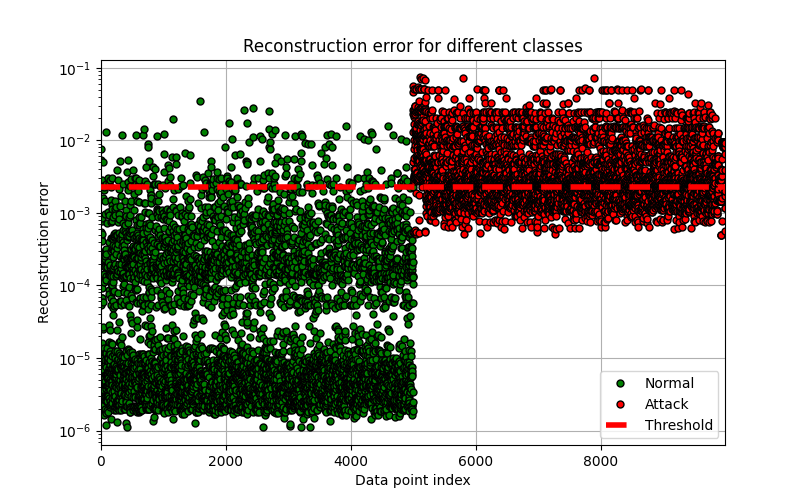 Reconstruction error for different classes
Reconstruction error
10⁻¹
10⁻²
10⁻³
10⁻⁴
10⁻⁵
10⁻⁶
Normal
Attack
Threshold
0 2000 4000 6000 8000
Data point index